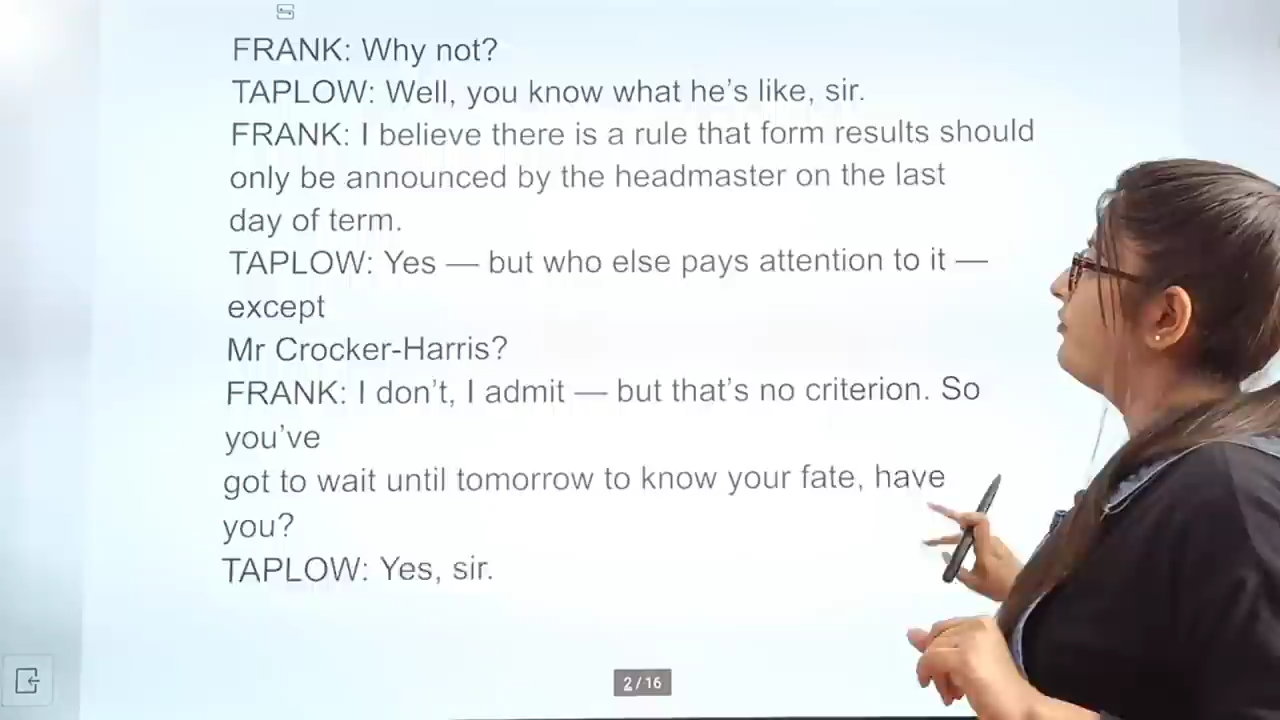 FRANK: Why not?
TAPLOW: Well, you know what he's like, sir.
FRANK: I believe there is a rule that form results should
only be announced by the headmaster on the last
day of term.
TAPLOW: Yes — but who else pays attention to it —
except
Mr Crocker-Harris?
FRANK: I don't, I admit — but that's no criterion. So
you've
got to wait until tomorrow to know your fate, have
you?
TAPLOW: Yes, sir.
2 / 16